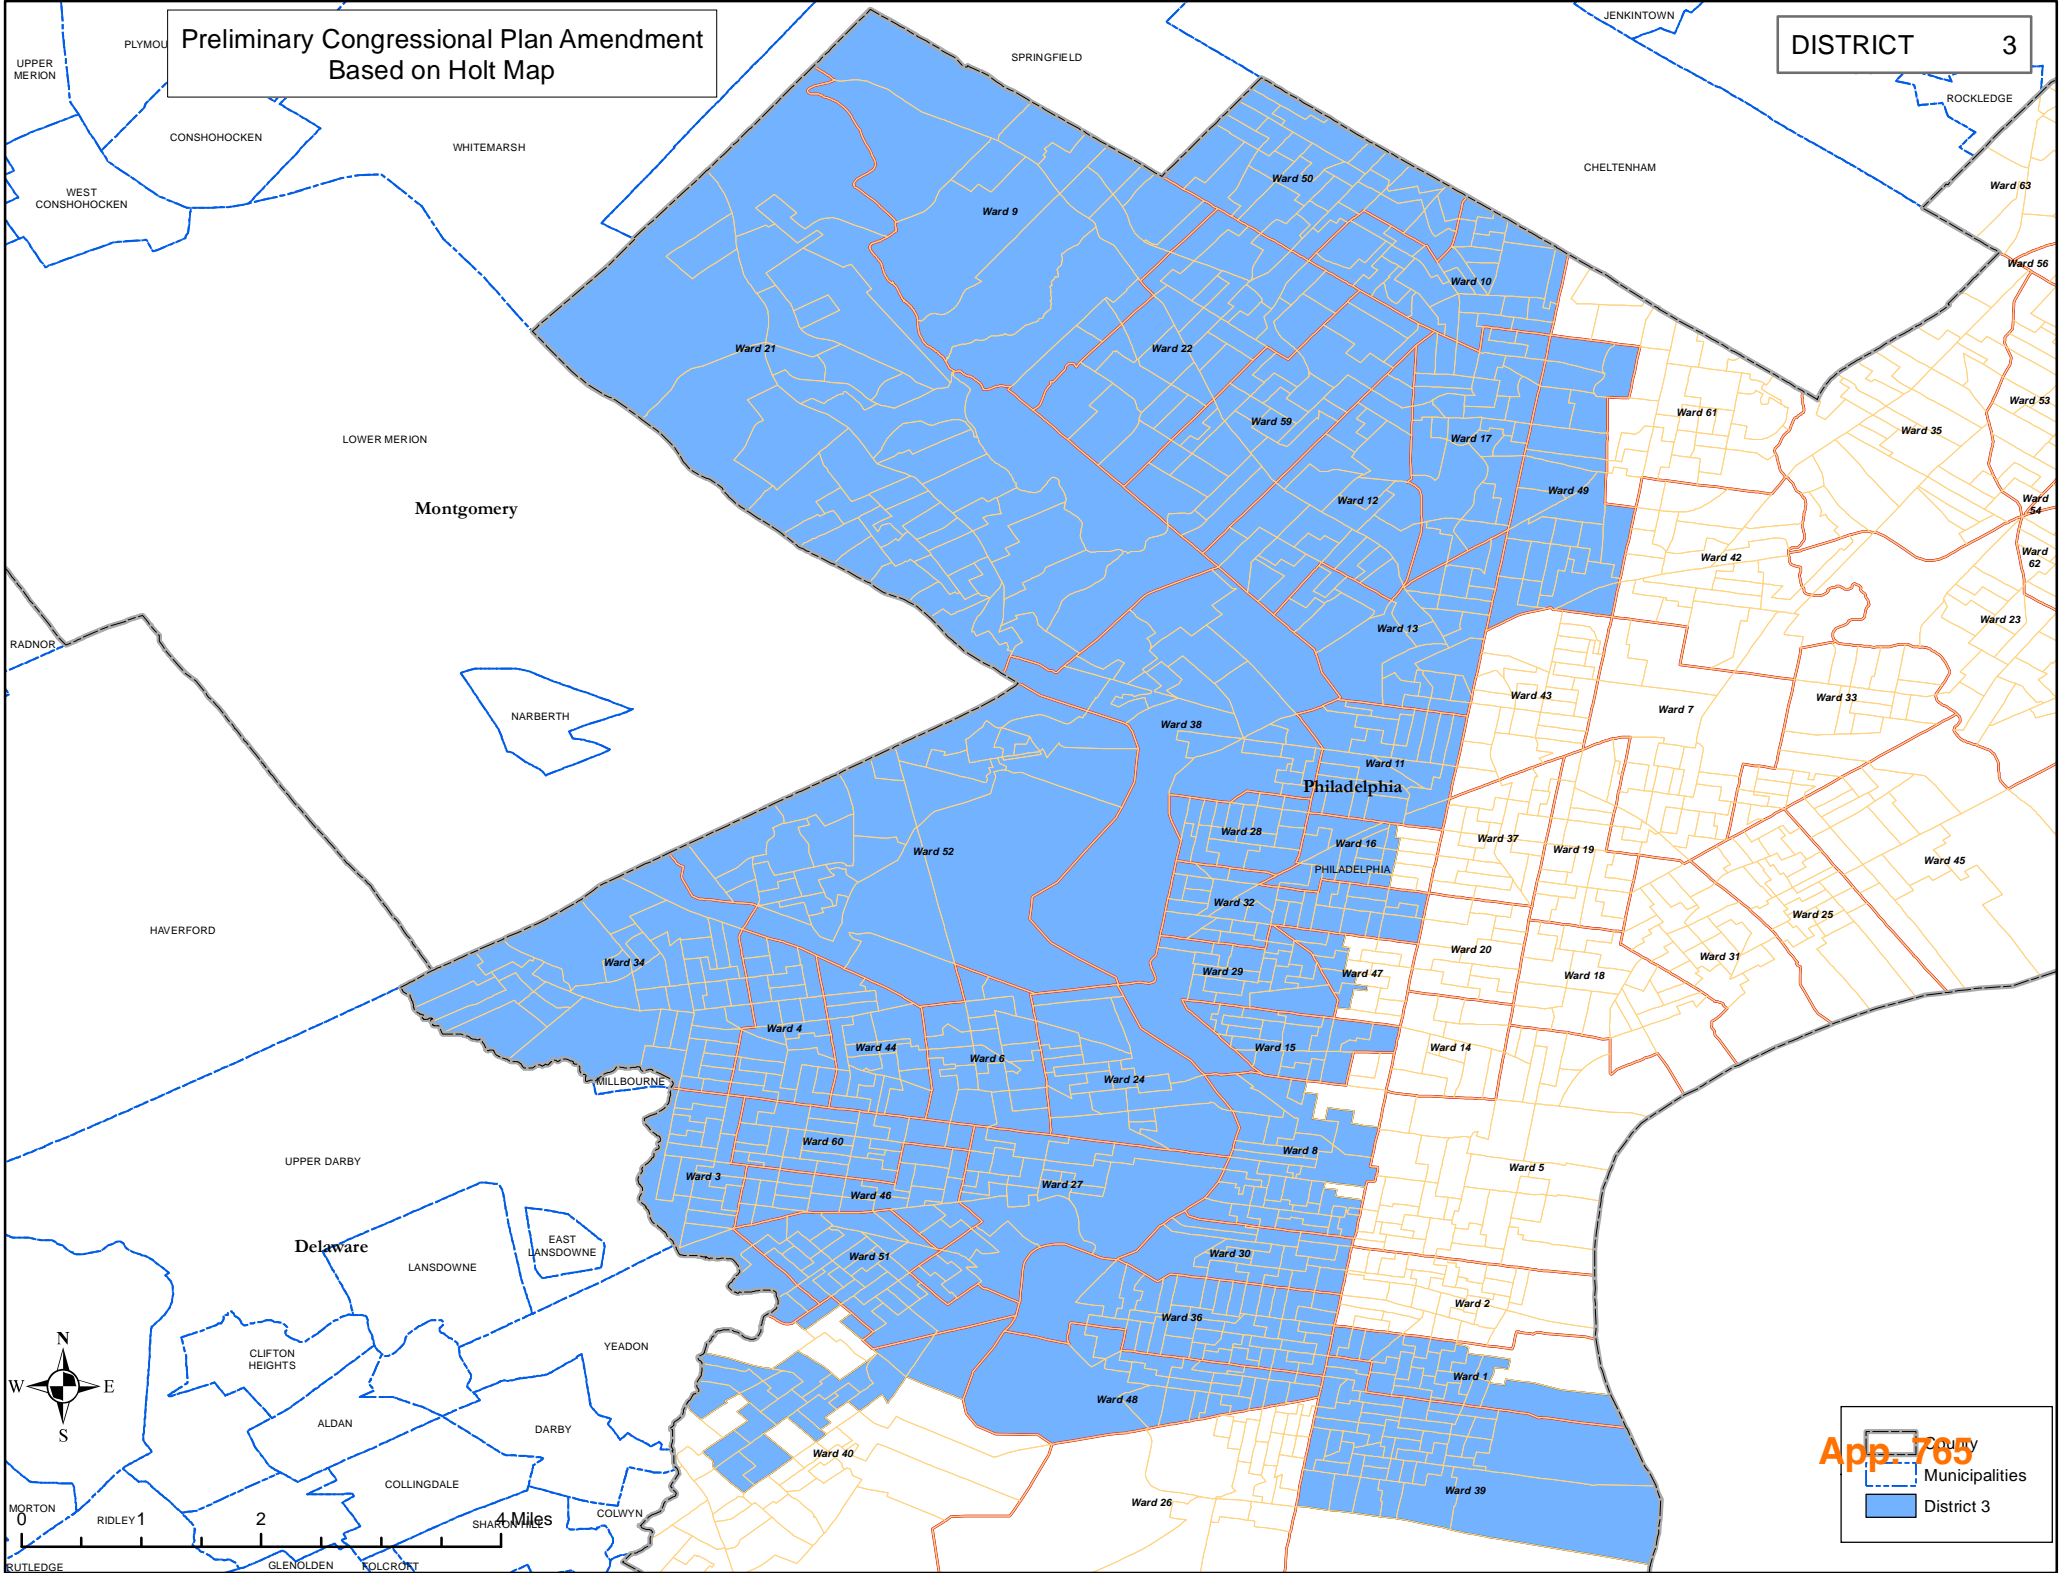 Preliminary Congressional Plan Amendment
Based on Holt Map
DISTRICT 3
JENKINTOWN
PLYMOU
SPRINGFIELD
UPPER
MERION
ROCKLEDGE
CONSHOHOCKEN
WHITEMARSH
CHELTENHAM
WEST
CONSHOHOCKEN
Ward 50
Ward 63
Ward 9
Ward 56
Ward 10
Ward 21
Ward 22
Ward 53
Ward 61
Ward 59
Ward 35
LOWER MERION
Ward 17
Ward 49
Ward 12
Ward
54
Montgomery
Ward 42
Ward
62
Ward 23
Ward 13
RADNOR
Ward 43
Ward 33
Ward 7
NARBERTH
Ward 38
Ward 11
Philadelphia
Ward 28
Ward 37
Ward 16
Ward 19
Ward 52
Ward 45
PHILADELPHIA
Ward 32
Ward 25
HAVERFORD
Ward 20
Ward 31
Ward 34
Ward 29
Ward 47
Ward 18
Ward 4
Ward 44
Ward 15
Ward 14
Ward 6
Ward 24
MILLBOURNE
Ward 60
Ward 8
UPPER DARBY
Ward 5
Ward 3
Ward 27
Ward 46
EAST
LANSDOWNE
Delaware
Ward 51
Ward 30
LANSDOWNE
Ward 2
Ward 36
N
YEADON
CLIFTON
HEIGHTS
W E
Ward 1
Ward 48
ALDAN
DARBY
S
Ward 40
App. 765
County
Municipalities
District 3
COLLINGDALE
Ward 39
Ward 26
MORTON
RIDLEY
COLWYN
0 1 2 4 Miles
SHARON HILL
RUTLEDGE
GLENOLDEN
FOLCROFT